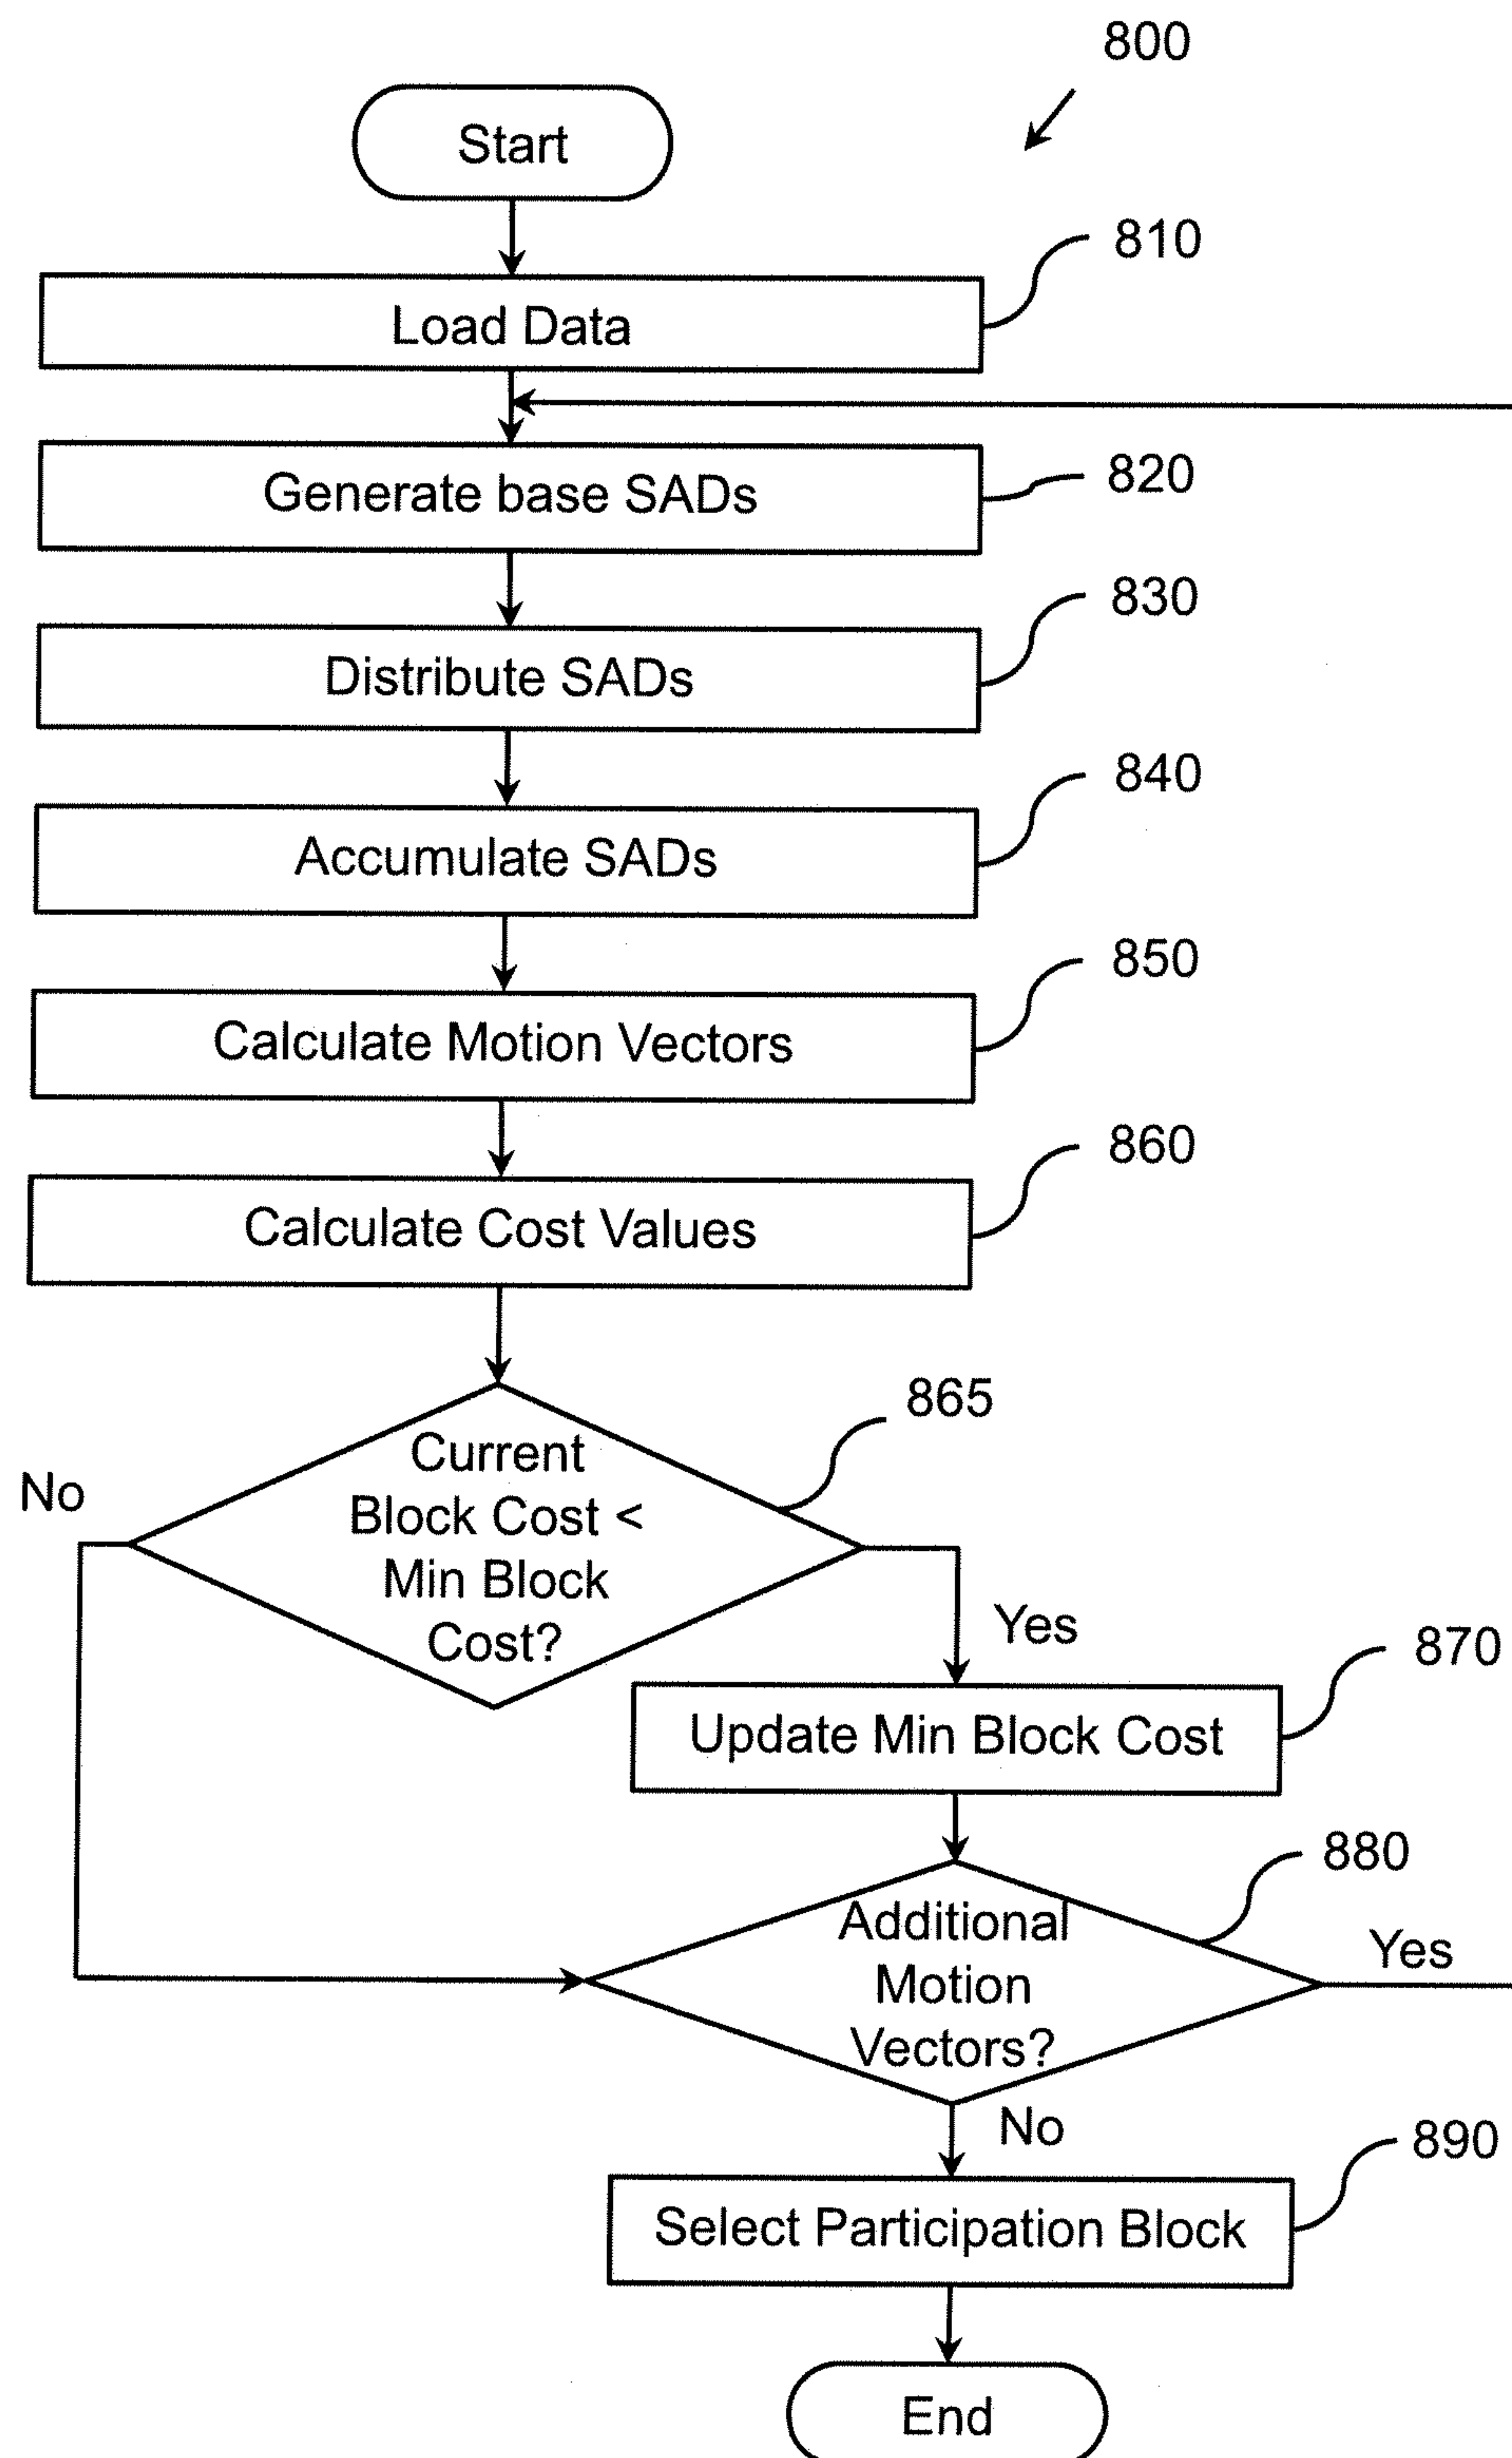 800
Start
810
Load Data
820
Generate base SADs
830
Distribute SADs
840
Accumulate SADs
850
Calculate Motion Vectors
860
Calculate Cost Values
865
Current
Block Cost <
Min Block
Cost?
No
Yes
870
Update Min Block Cost
880
Additional
Motion
Vectors?
Yes
No
890
Select Participation Block
End